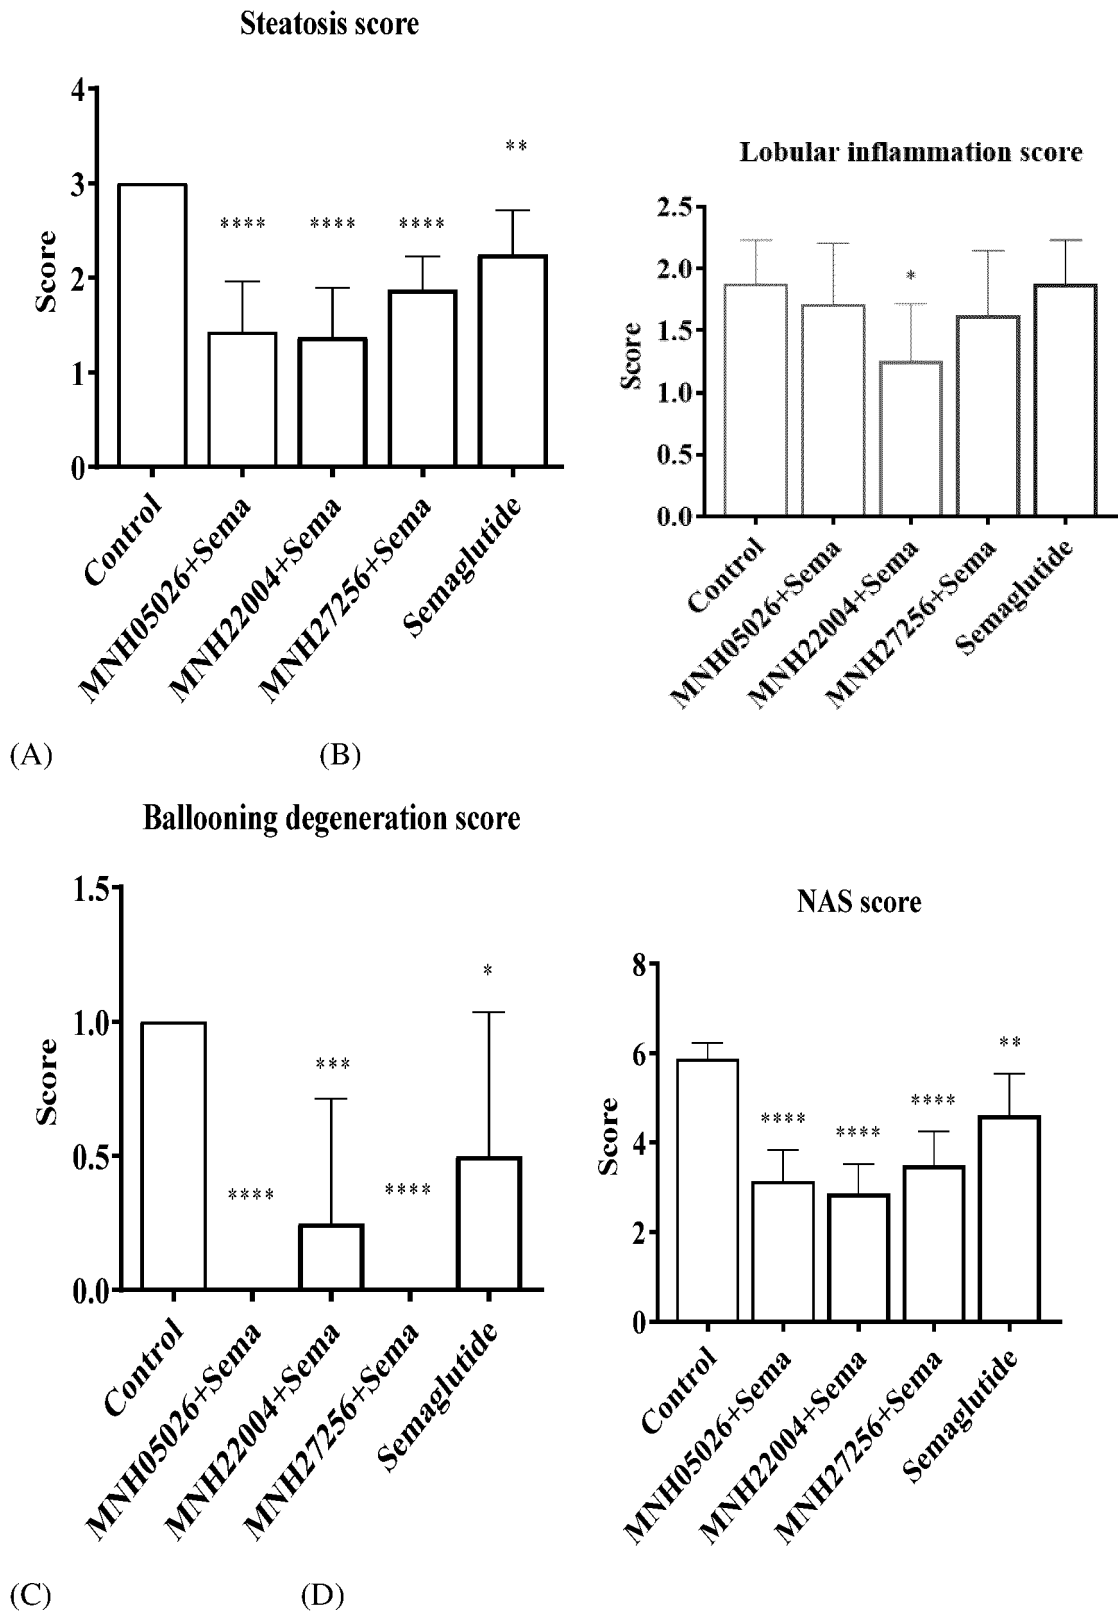 Steatosis score
4
3
2
1
0
Score
**
**** **** ****
Control
MNH05026+Sema
MNH22004+Sema
MNH27256+Sema
Semaglutide
Lobular inflammation score
2.5
2.0
1.5
1.0
0.5
0.0
Score
*
Control
MNH05026+Sema
MNH22004+Sema
MNH27256+Sema
Semaglutide
(A) (B)
Ballooning degeneration score
1.5
1.0
0.5
0.0
Score
*
***
**** ****
Control
MNH05026+Sema
MNH22004+Sema
MNH27256+Sema
Semaglutide
NAS score
8
6
4
2
0
Score
**
****
****
****
Control
MNH05026+Sema
MNH22004+Sema
MNH27256+Sema
Semaglutide
(C) (D)